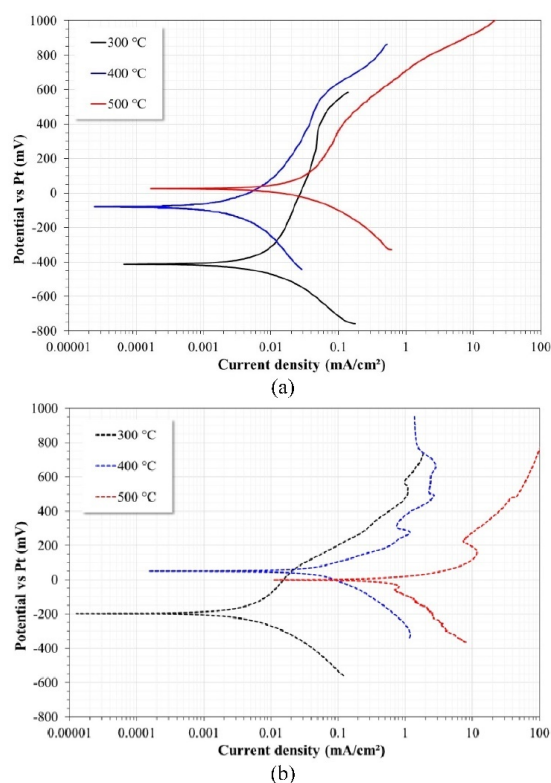 1000
800
600
400
200
0
-200
-400
-600
-800
Potential vs Pt (mV)
300 °C
400 °C
500 °C
0.00001 0.0001 0.001 0.01 0.1 1 10 100
Current density (mA/cm²)
(a)
1000
800
600
400
200
0
-200
-400
-600
-800
Potential vs Pt (mV)
300 °C
400 °C
500 °C
0.00001 0.0001 0.001 0.01 0.1 1 10 100
Current density (mA/cm²)
(b)